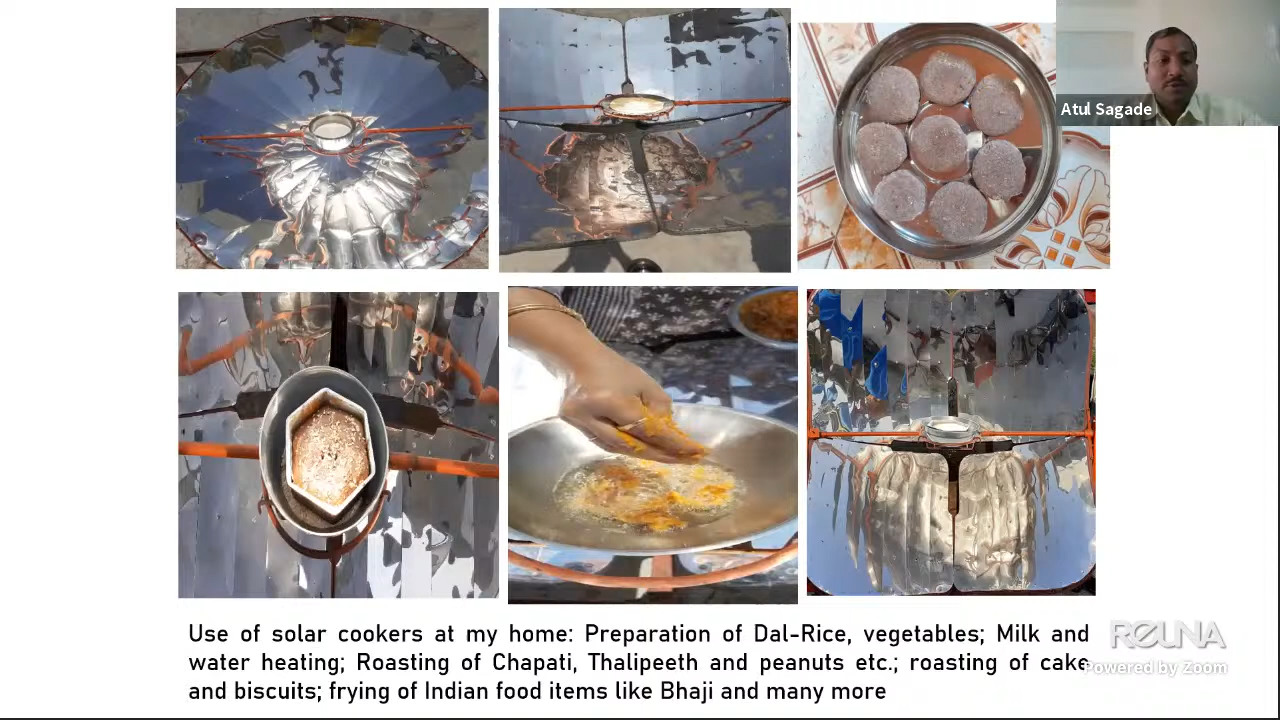 Atul Sagade
Use of solar cookers at my home: Preparation of Dal-Rice, vegetables; Milk and
water heating; Roasting of Chapati, Thalipeeth and peanuts etc.; roasting of cake
and biscuits; frying of Indian food items like Bhaji and many more
RELINA
Powered by Zoom